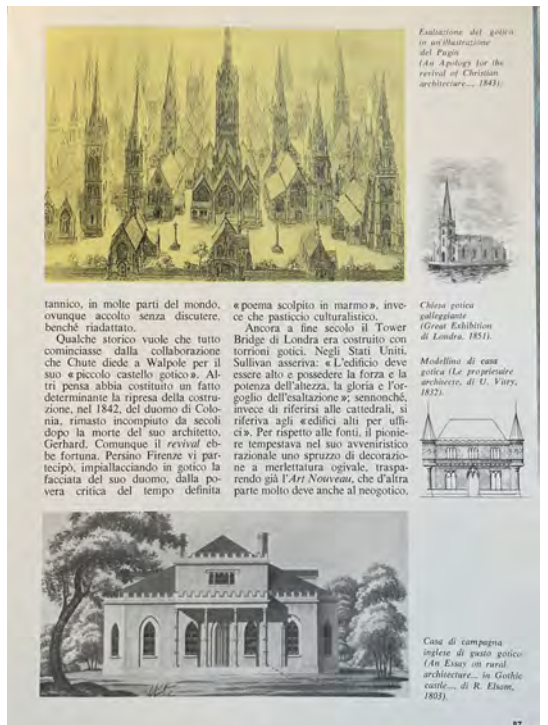 Esaltazione del gotico
in un'illustrazione
del Pugin
(An Apology for the
revival of Christian
architecture..., 1843).
tannico, in molte parti del mondo,
ovunque accolto senza discutere,
benché riadattato.
Qualche storico vuole che tutto
cominciasse dalla collaborazione
che Chute diede a Walpole per il
suo « piccolo castello gotico ». Al-
tri pensa abbia costituito un fatto
determinante la ripresa della costru-
zione, nel 1842, del duomo di Colo-
nia, rimasto incompiuto da secoli
dopo la morte del suo architetto,
Gerhard. Comunque il revival eb-
be fortuna. Persino Firenze vi par-
tecipò, impiallacciando in gotico la
facciata del suo duomo, dalla po-
vera critica del tempo definita
« poema scolpito in marmo », inve-
ce che pasticcio culturalistico.
Ancora a fine secolo il Tower
Bridge di Londra era costruito con
torrioni gotici. Negli Stati Uniti,
Sullivan asseriva: « L'edificio deve
essere alto e possedere la forza e la
potenza dell'altezza, la gloria e l'or-
goglio dell'esaltazione »; sennonché,
invece di riferirsi alle cattedrali, si
riferiva agli « edifici alti per uffi-
ci ». Per rispetto alle fonti, il pionie-
re tempestava nel suo avveniristico
razionale uno spruzzo di decorazio-
ne a merlettatura ogivale, traspa-
rendo già l'Art Nouveau, che d'altra
parte molto deve anche al neogotico.
Chiesa gotica
galleggiante
(Great Exhibition
di Londra, 1851).
Modellino di casa
gotica (Le propriétaire
architecte, di U. Vitry,
1832).
Casa di campagna
inglese di gusto gotico
(An Essay on rural
architecture... in Gothic
castle..., di R. Elsam,
1803).
87